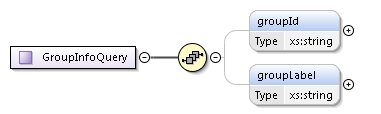 groupId
Type xs:string
GroupInfoQuery
groupLabel
Type xs:string